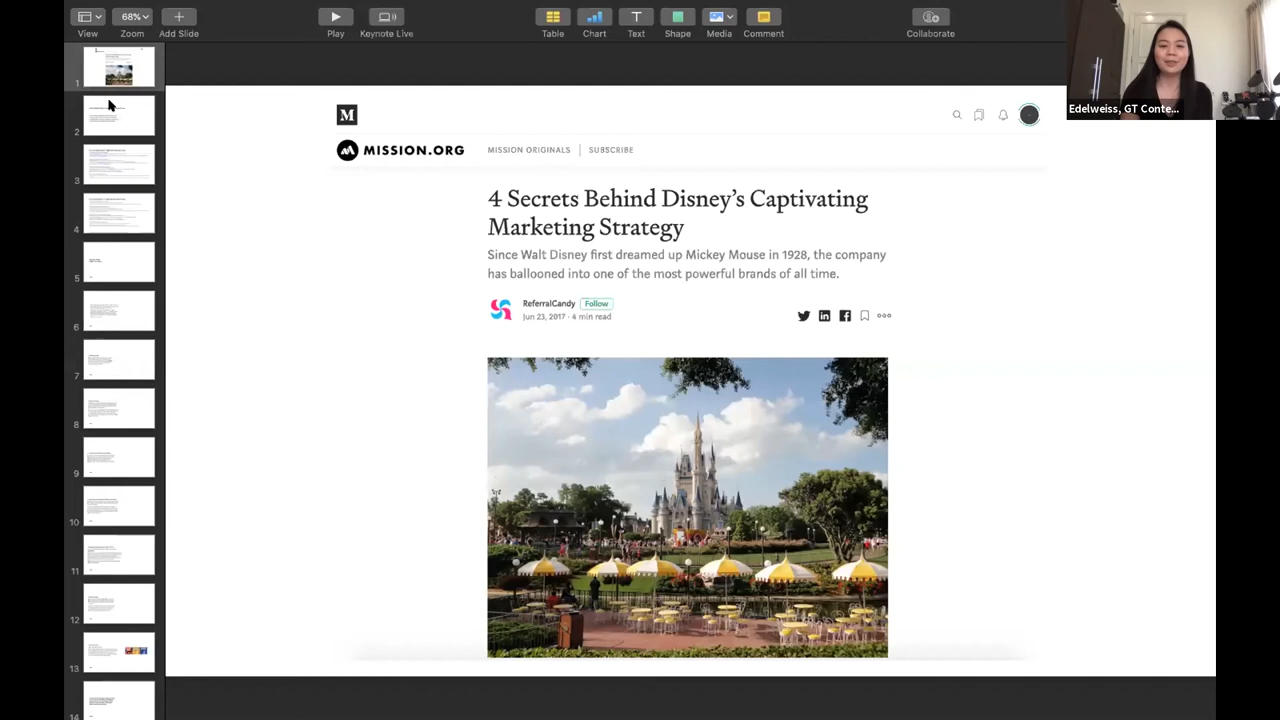 68%
View
Zoom
Add Slide
Play
Keynote Live
Table
Chart
Text
Shape
Media
Comment
Collaborate
Edelweiss, GT Conte...
1
2
3
4
5
6
7
8
9
10
11
12
13
14
M
MISSION.ORG
MISSION ORIGINALS
SUBSCRIBE
4 Secrets Behind Disney's Captivating
Marketing Strategy
Since Walt Disney first dreamed up Mickey Mouse in 1928, the company
has ballooned into one of the most powerful brands of all time.
ReferralCandy Follow
Jun 23, 2017 · 4 min read